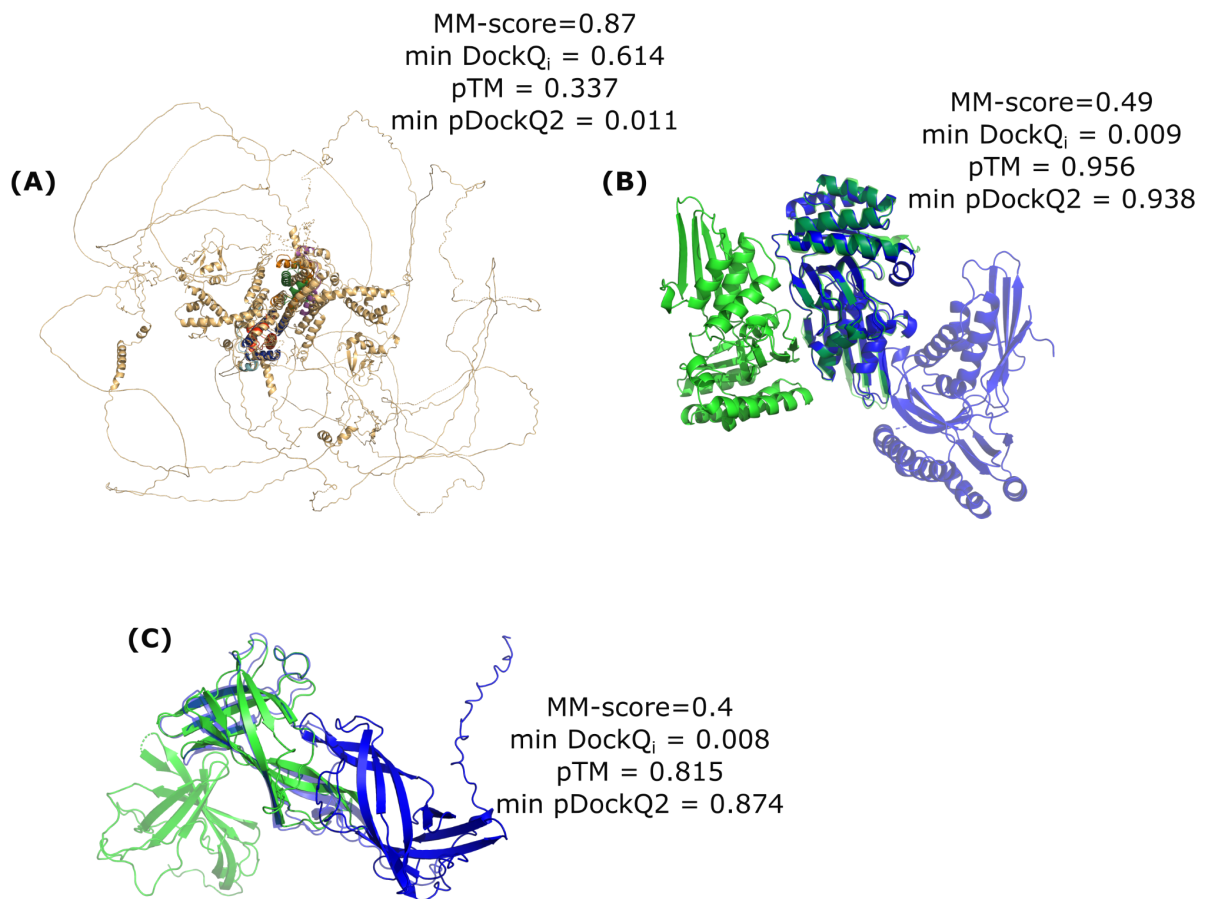 MM-score=0.87
min DockQi = 0.614
pTM = 0.337
min pDockQ2 = 0.011
(A)
MM-score=0.49
min DockQi = 0.009
pTM = 0.956
min pDockQ2 = 0.938
(B)
(C)
MM-score=0.4
min DockQi = 0.008
pTM = 0.815
min pDockQ2 = 0.874